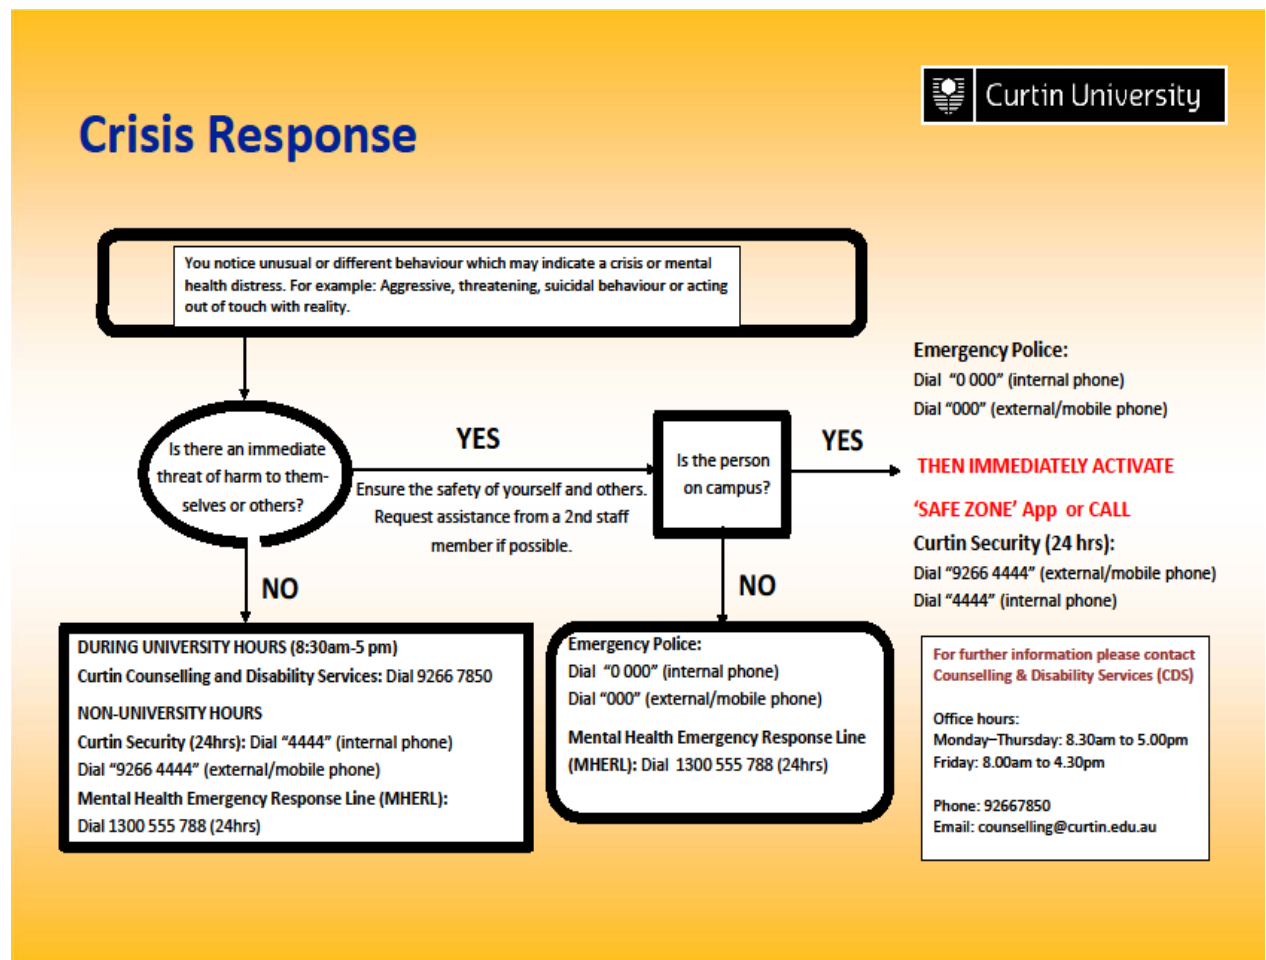 Curtin University
Crisis Response
You notice unusual or different behaviour which may indicate a crisis or mental
health distress. For example: Aggressive, threatening, suicidal behaviour or acting
out of touch with reality.
Is there an immediate
threat of harm to them-
selves or others?
YES
Ensure the safety of yourself and others.
Request assistance from a 2nd staff
member if possible.
Is the person
on campus?
YES
Emergency Police:
Dial "0 000" (internal phone)
Dial "000" (external/mobile phone)
THEN IMMEDIATELY ACTIVATE
'SAFE ZONE' App or CALL
Curtin Security (24 hrs):
Dial "9266 4444" (external/mobile phone)
Dial "4444" (internal phone)
NO
DURING UNIVERSITY HOURS (8:30am-5 pm)
Curtin Counselling and Disability Services: Dial 9266 7850
NON-UNIVERSITY HOURS
Curtin Security (24hrs): Dial "4444" (internal phone)
Dial "9266 4444" (external/mobile phone)
Mental Health Emergency Response Line (MHERL):
Dial 1300 555 788 (24hrs)
NO
Emergency Police:
Dial "0 000" (internal phone)
Dial "000" (external/mobile phone)
Mental Health Emergency Response Line
(MHERL): Dial 1300 555 788 (24hrs)
For further information please contact
Counselling & Disability Services (CDS)
Office hours:
Monday–Thursday: 8.30am to 5.00pm
Friday: 8.00am to 4.30pm
Phone: 92667850
Email: counselling@curtin.edu.au